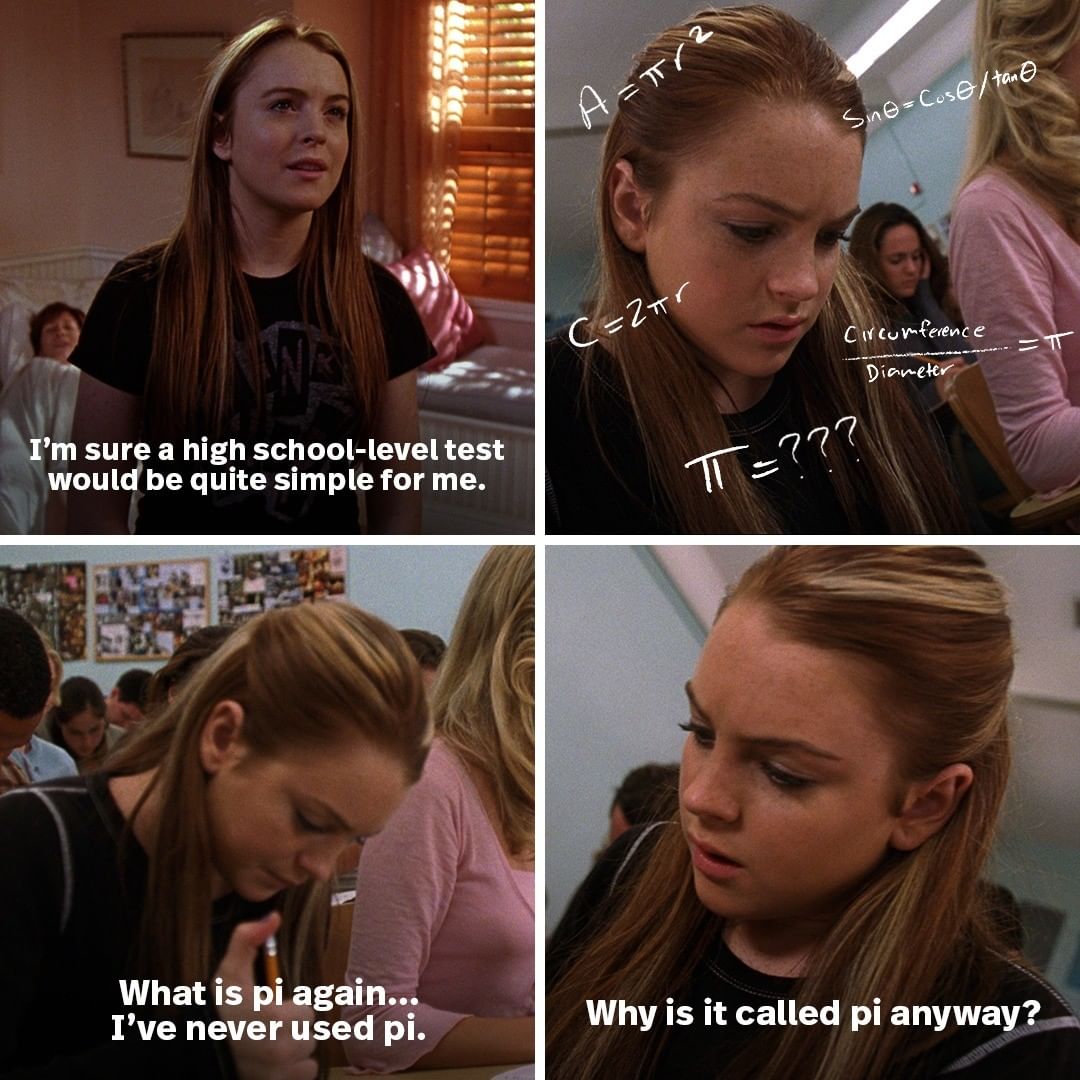 I'm sure a high school-level test
would be quite simple for me.
A = πr²
Sinθ = Cosθ/tanθ
C = 2πr
Circumference
Diameter
= π
π = ???
What is pi again...
I've never used pi.
Why is it called pi anyway?